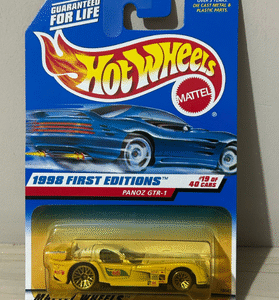 GUARANTEED
FOR LIFE
DIE CAST METAL &
PLASTIC PARTS
Hot Wheels
MATTEL
1998 FIRST EDITIONS
#19 OF
40 CARS
PANOZ GTR-1
WHEELS